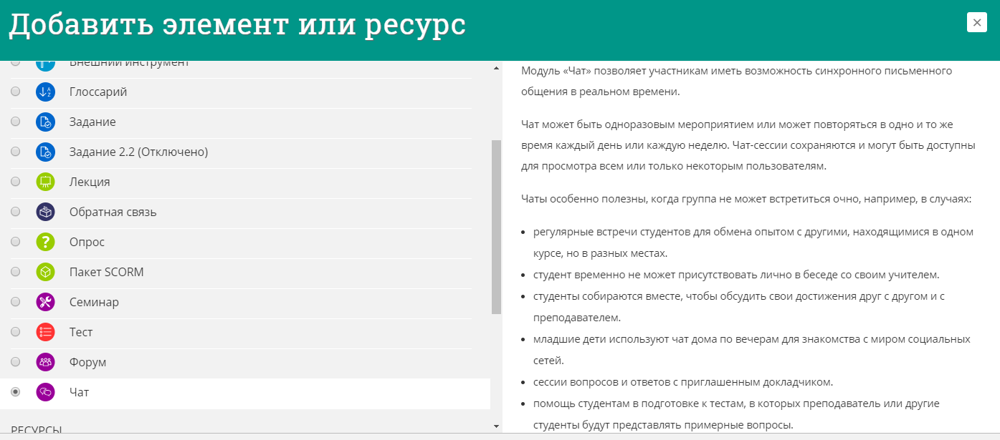 Добавить элемент или ресурс
Внешний инструмент
Глоссарий
Задание
Задание 2.2 (Отключено)
Лекция
Обратная связь
Опрос
Пакет SCORM
Семинар
Тест
Форум
Чат
РЕСУРСЫ
Модуль «Чат» позволяет участникам иметь возможность синхронного письменного
общения в реальном времени.
Чат может быть одноразовым мероприятием или может повторяться в одно и то же
время каждый день или каждую неделю. Чат-сессии сохраняются и могут быть доступны
для просмотра всем или только некоторым пользователям.
Чаты особенно полезны, когда группа не может встретиться очно, например, в случаях:
• регулярные встречи студентов для обмена опытом с другими, находящимися в одном
курсе, но в разных местах.
• студент временно не может присутствовать лично в беседе со своим учителем.
• студенты собираются вместе, чтобы обсудить свои достижения друг с другом и с
преподавателем.
• младшие дети используют чат дома по вечерам для знакомства с миром социальных
сетей.
• сессии вопросов и ответов с приглашенным докладчиком.
• помощь студентам в подготовке к тестам, в которых преподаватель или другие
студенты будут представлять примерные вопросы.